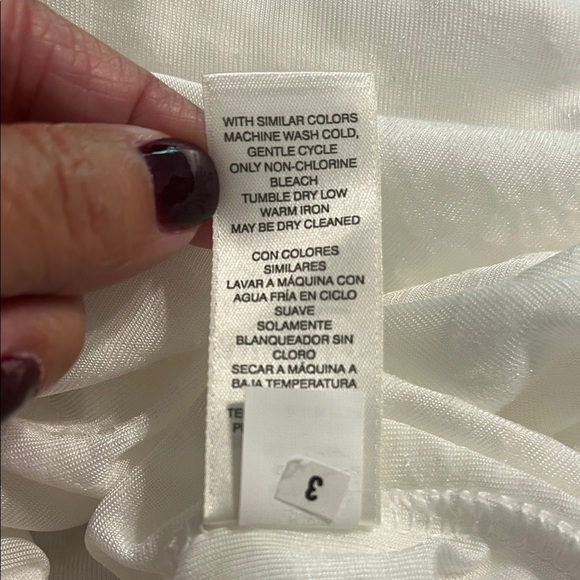 WITH SIMILAR COLORS
MACHINE WASH COLD,
GENTLE CYCLE
ONLY NON-CHLORINE
BLEACH
TUMBLE DRY LOW
WARM IRON
MAY BE DRY CLEANED
CON COLORES
SIMILARES
LAVAR A MÁQUINA CON
AGUA FRÍA EN CICLO
SUAVE
SOLAMENTE
BLANQUEADOR SIN
CLORO
SECAR A MÁQUINA A
BAJA TEMPERATURA
3